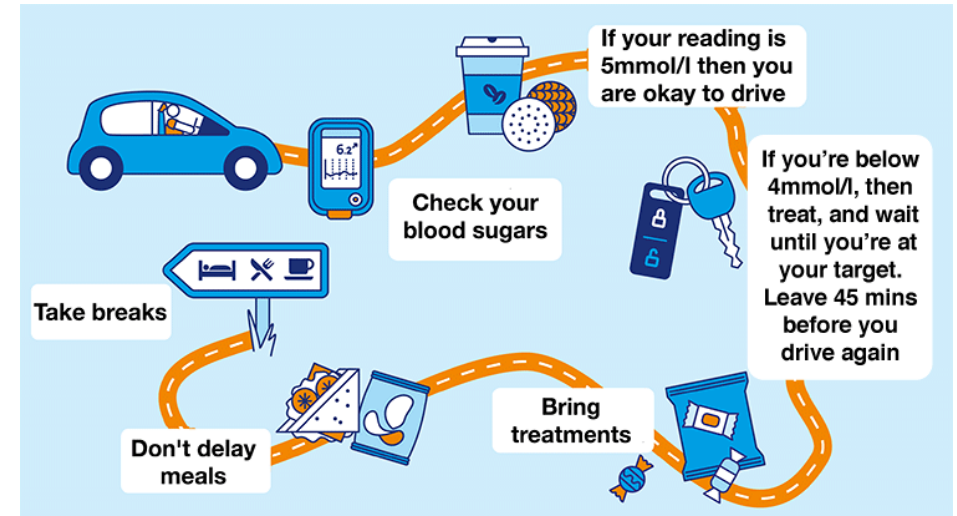 If your reading is
5mmol/l then you
are okay to drive
6.2
Check your
blood sugars
If you're below
4mmol/l, then
treat, and wait
until you're at
your target.
Leave 45 mins
before you
drive again
Bring
treatments
Don't delay
meals
Take breaks